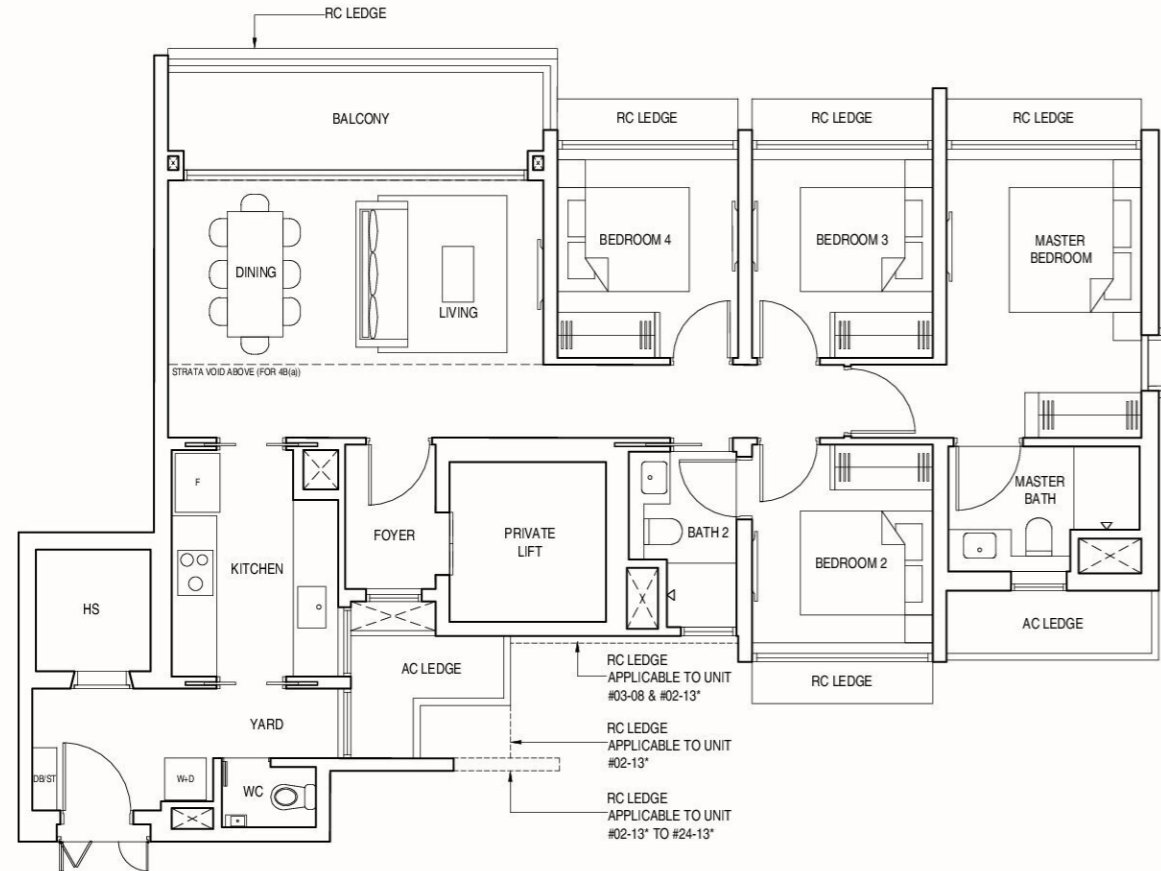 RC LEDGE
BALCONY
RC LEDGE
RC LEDGE
RC LEDGE
BEDROOM 4
BEDROOM 3
MASTER
BEDROOM
DINING
LIVING
STRATA VOID ABOVE (FOR 4B(a))
F
KITCHEN
FOYER
PRIVATE
LIFT
BATH 2
BEDROOM 2
MASTER
BATH
HS
AC LEDGE
AC LEDGE
RC LEDGE
APPLICABLE TO UNIT
#03-08 & #02-13*
RC LEDGE
YARD
RC LEDGE
APPLICABLE TO UNIT
#02-13*
DB/ST
W+D
WC
RC LEDGE
APPLICABLE TO UNIT
#02-13* TO #24-13*